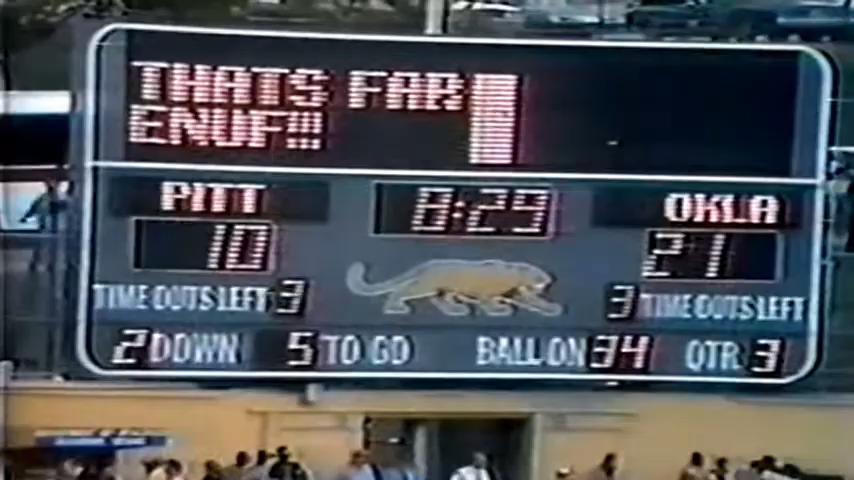 THATS FAR
ENUF!!!
PITT 8:29 OKLA
10 21
TIME OUTS LEFT 3 3 TIME OUTS LEFT
2 DOWN 5 TO GO BALL ON 34 QTR 3